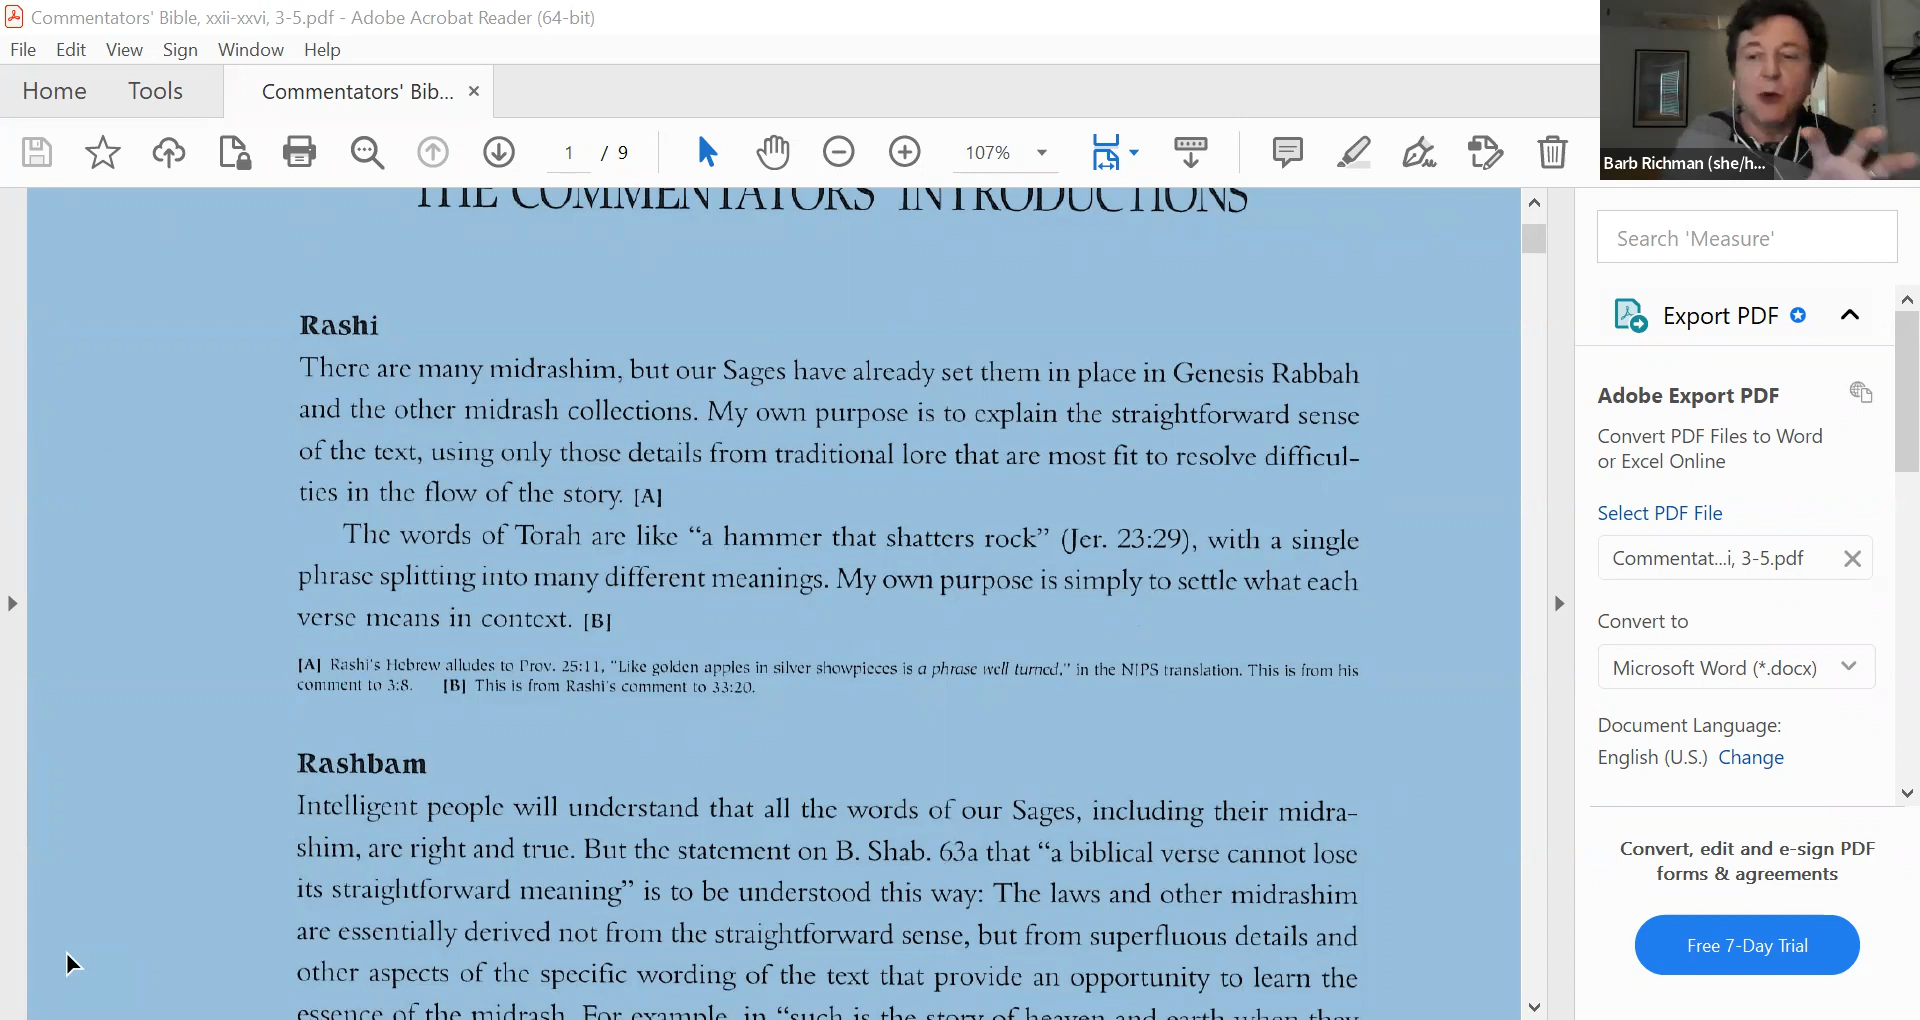 Commentators' Bible, xxii-xxvi, 3-5.pdf - Adobe Acrobat Reader (64-bit)
File Edit View Sign Window Help
Home Tools Commentators' Bib... ×
1 / 9 107%
Barb Richman (she/h...
THE COMMENTATORS' INTRODUCTIONS
Rashi
There are many midrashim, but our Sages have already set them in place in Genesis Rabbah
and the other midrash collections. My own purpose is to explain the straightforward sense
of the text, using only those details from traditional lore that are most fit to resolve difficul-
ties in the flow of the story. [A]
The words of Torah are like “a hammer that shatters rock” (Jer. 23:29), with a single
phrase splitting into many different meanings. My own purpose is simply to settle what each
verse means in context. [B]
[A] Rashi's Hebrew alludes to Prov. 25:11, "Like golden apples in silver showpieces is a phrase well turned," in the NJPS translation. This is from his
comment to 3:8. [B] This is from Rashi's comment to 33:20.
Rashbam
Intelligent people will understand that all the words of our Sages, including their midra-
shim, are right and true. But the statement on B. Shab. 63a that “a biblical verse cannot lose
its straightforward meaning” is to be understood this way: The laws and other midrashim
are essentially derived not from the straightforward sense, but from superfluous details and
other aspects of the specific wording of the text that provide an opportunity to learn the
essence of the midrash. For example, in “such is the story of heaven and earth when they
Search 'Measure'
Export PDF
Adobe Export PDF
Convert PDF Files to Word
or Excel Online
Select PDF File
Commentat...i, 3-5.pdf
Convert to
Microsoft Word (*.docx)
Document Language:
English (U.S.) Change
Convert, edit and e-sign PDF
forms & agreements
Free 7-Day Trial